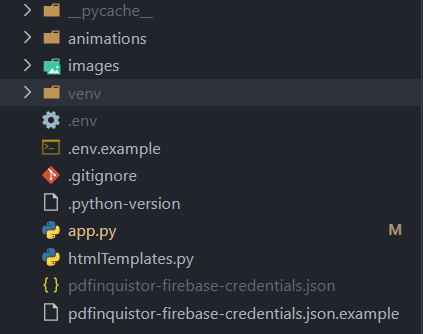 __pycache__
animations
images
venv
.env
.env.example
.gitignore
.python-version
app.py M
htmlTemplates.py
pdfinquistor-firebase-credentials.json
pdfinquistor-firebase-credentials.json.example